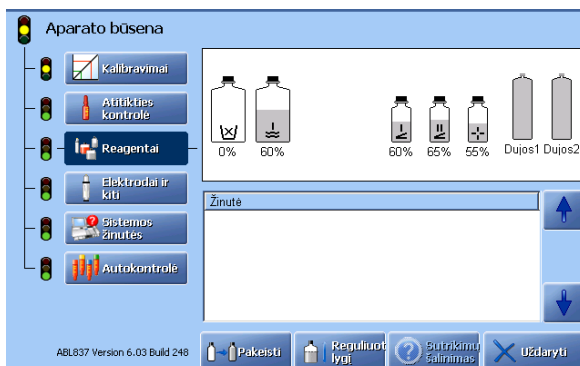 Aparato būsena
Kalibravimai
Atitikties
kontrolė
Reagentai
Elektrodai ir
kiti
Sistemos
žinutės
Autokontrolė
0% 60% 60% 65% 55% Dujos1 Dujos2
Žinutė
ABL837 Version 6.03 Build 248
Pakeisti
Reguliuot
lygį
Sutrikimų
šalinimas
Uždaryti